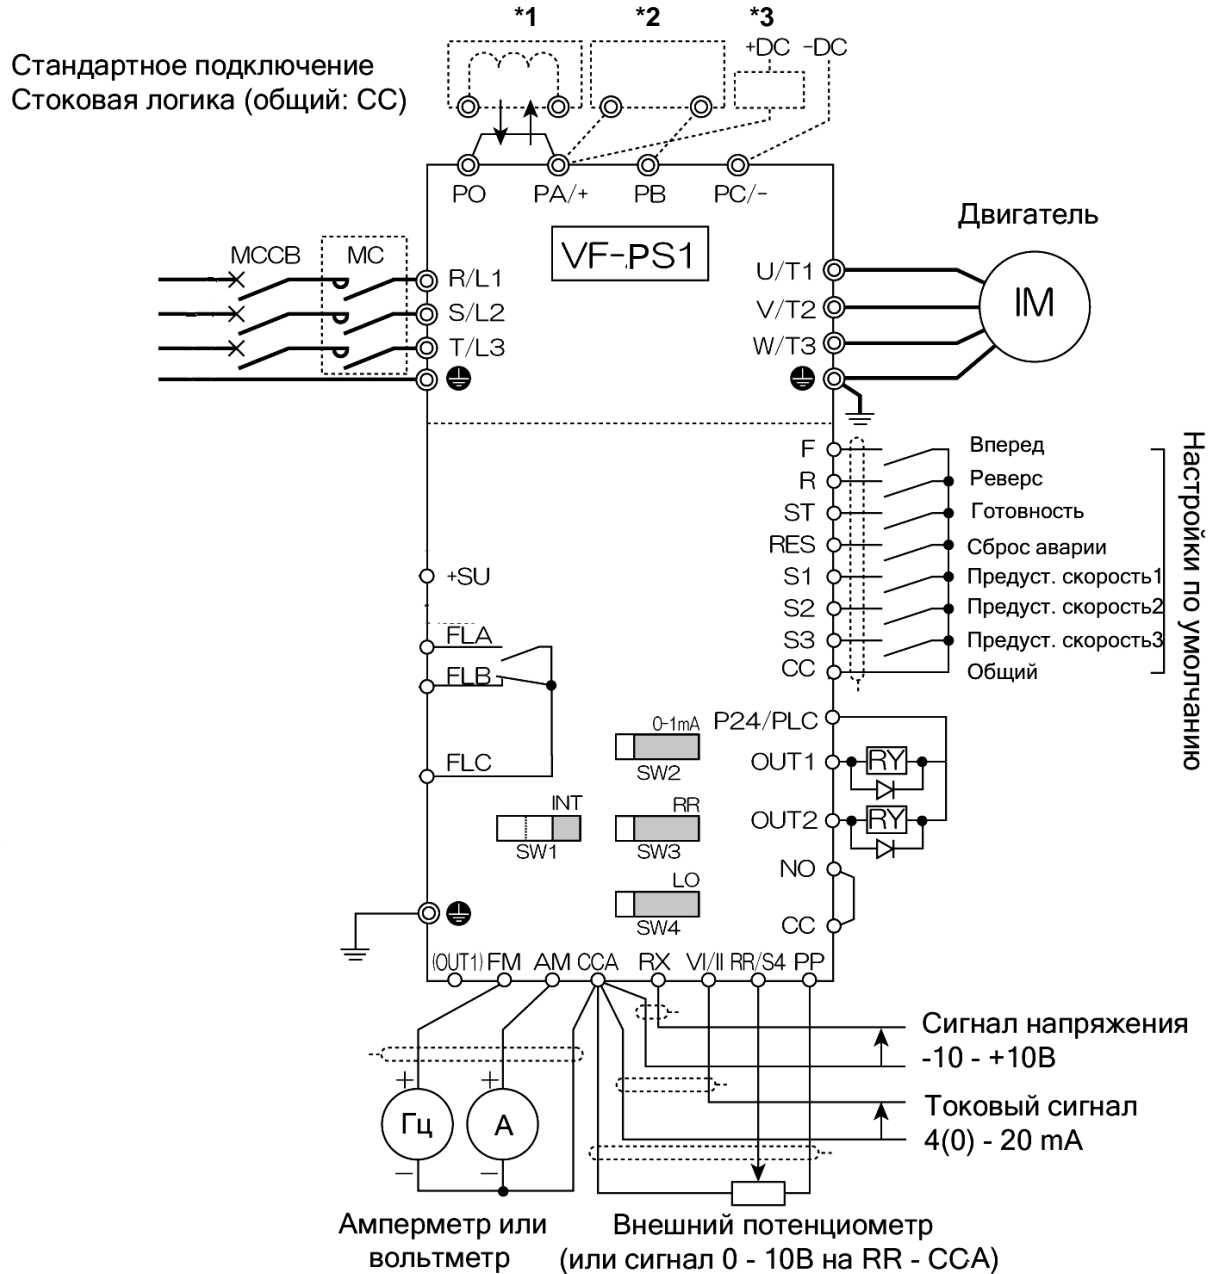 *1 *2 *3
+DC -DC
Стандартное подключение
Стоковая логика (общий: CC)
PO PA/+ PB PC/-
VF-PS1
Двигатель
MCCB MC
R/L1
S/L2
T/L3
U/T1
V/T2
W/T3
IM
F Вперед
R Реверс
ST Готовность
RES Сброс аварии
S1 Предуст. скорость1
S2 Предуст. скорость2
S3 Предуст. скорость3
CC Общий
Настройки по умолчанию
+SU
FLA
FLB
FLC
P24/PLC
OUT1 RY
OUT2 RY
NO
CC
0-1mA
SW2
INT
SW1
RR
SW3
LO
SW4
(OUT1) FM AM CCA RX VI/II RR/S4 PP
Сигнал напряжения
-10 - +10В
Токовый сигнал
4(0) - 20 mA
+ +
Гц А
− −
Амперметр или
вольтметр
Внешний потенциометр
(или сигнал 0 - 10В на RR - CCA)